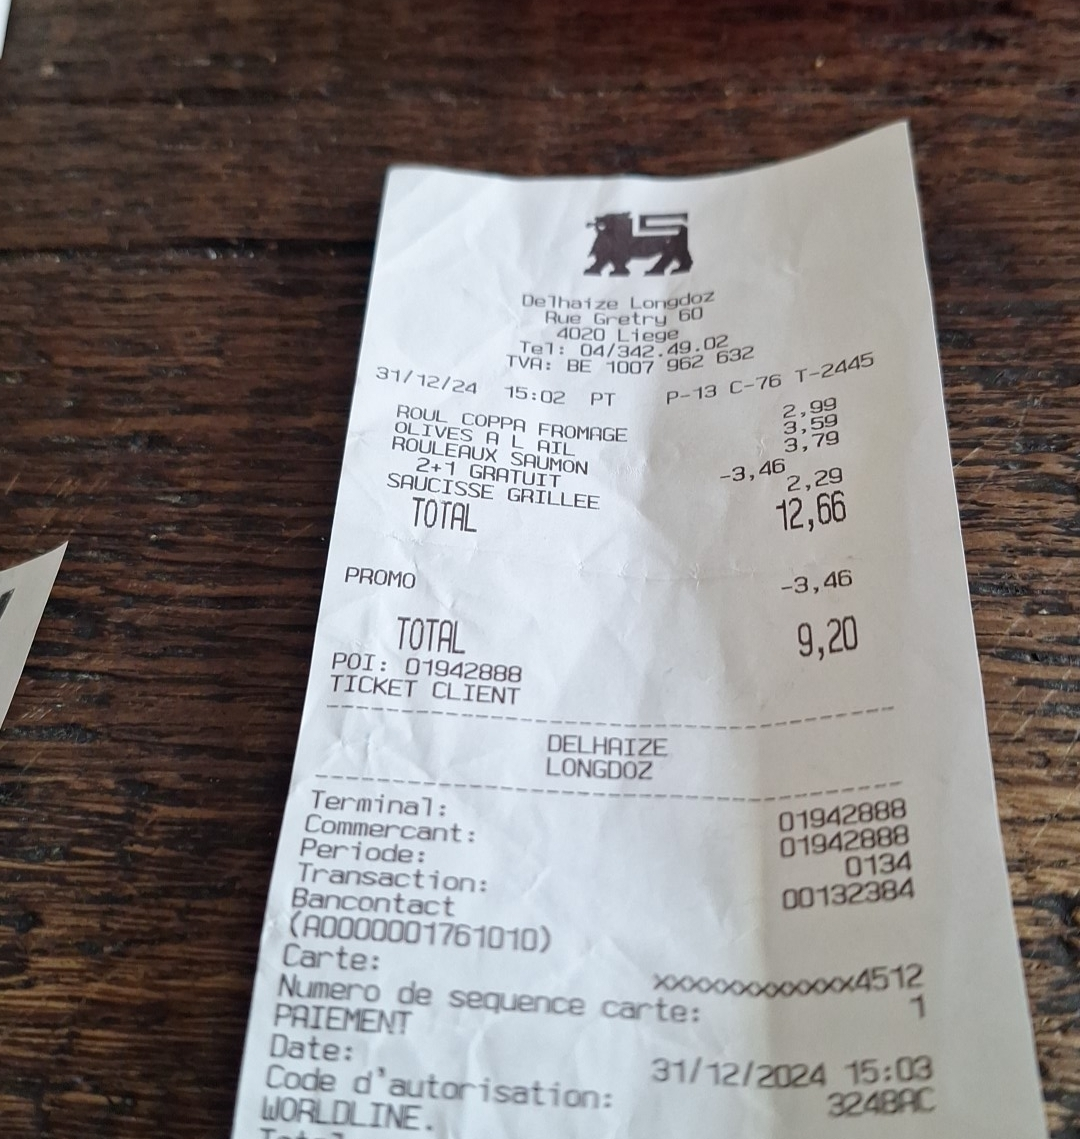 Delhaize Longdoz
Rue Gretry 60
4020 Liege
Tel: 04/342.49.02
TVA: BE 1007 962 632
31/12/24 15:02 PT P-13 C-76 T-2445
ROUL COPPA FROMAGE 2,99
OLIVES A L AIL 3,59
ROULEAUX SAUMON 3,79
2+1 GRATUIT -3,46
SAUCISSE GRILLEE 2,29
TOTAL 12,66
PROMO -3,46
TOTAL 9,20
POI: 01942888
TICKET CLIENT
DELHAIZE
LONGDOZ
Terminal: 01942888
Commercant: 01942888
Periode: 0134
Transaction: 00132384
Bancontact
(A0000001761010)
Carte: xxxxxxxxxxxxx4512
Numero de sequence carte: 1
PAIEMENT
Date: 31/12/2024 15:03
Code d'autorisation: 3248AC
WORLDLINE.